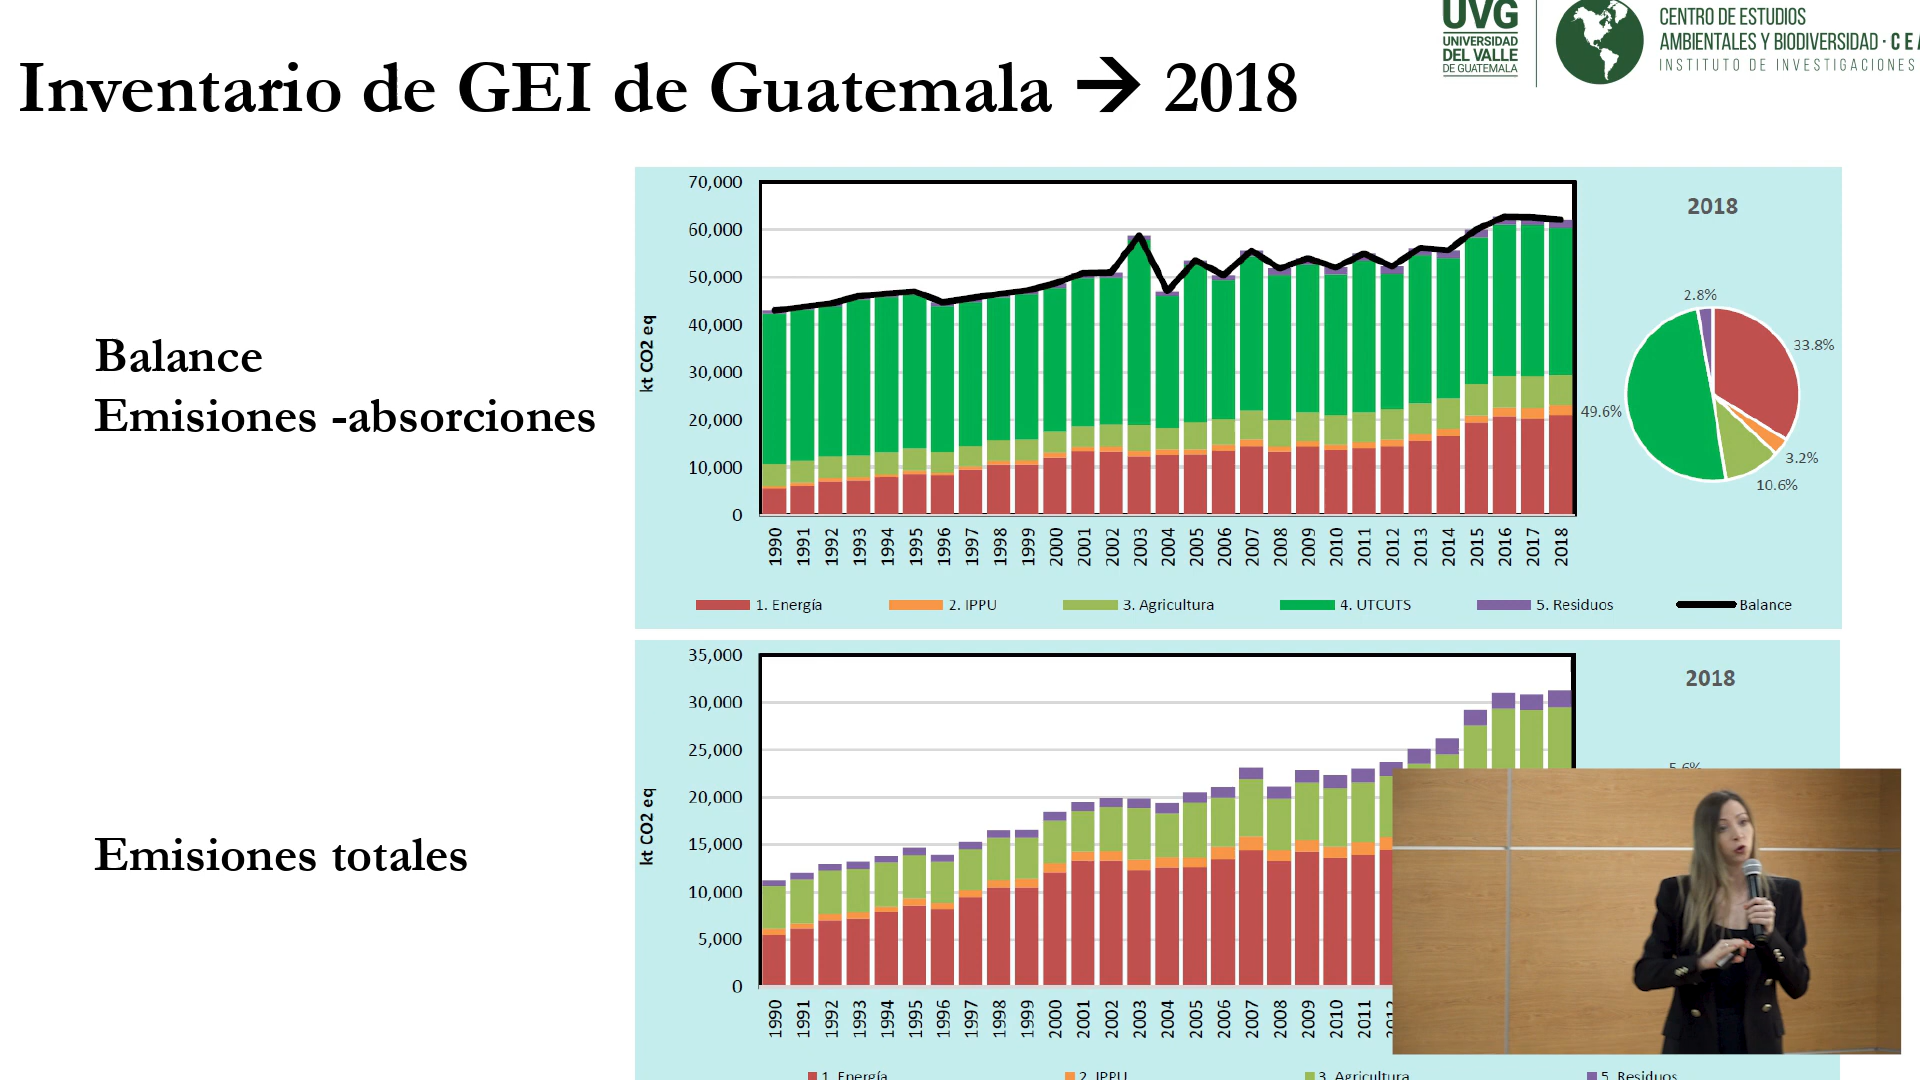 Inventario de GEI de Guatemala → 2018
UVG
UNIVERSIDAD
DEL VALLE
DE GUATEMALA
CENTRO DE ESTUDIOS
AMBIENTALES Y BIODIVERSIDAD ·
INSTITUTO DE INVESTIGACIONES
Balance
Emisiones -absorciones
70,000
60,000
50,000
40,000
30,000
20,000
10,000
0
kt CO2 eq
1990 1991 1992 1993 1994 1995 1996 1997 1998 1999 2000 2001 2002 2003 2004 2005 2006 2007 2008 2009 2010 2011 2012 2013 2014 2015 2016 2017 2018
1. Energía 2. IPPU 3. Agricultura 4. UTCUTS 5. Residuos Balance
2018
2.8%
33.8%
49.6%
3.2%
10.6%
Emisiones totales
35,000
30,000
25,000
20,000
15,000
10,000
5,000
0
kt CO2 eq
1990 1991 1992 1993 1994 1995 1996 1997 1998 1999 2000 2001 2002 2003 2004 2005 2006 2007 2008 2009 2010 2011 2012
1. Energía 2. IPPU 3. Agricultura 5. Residuos
2018
5.6%